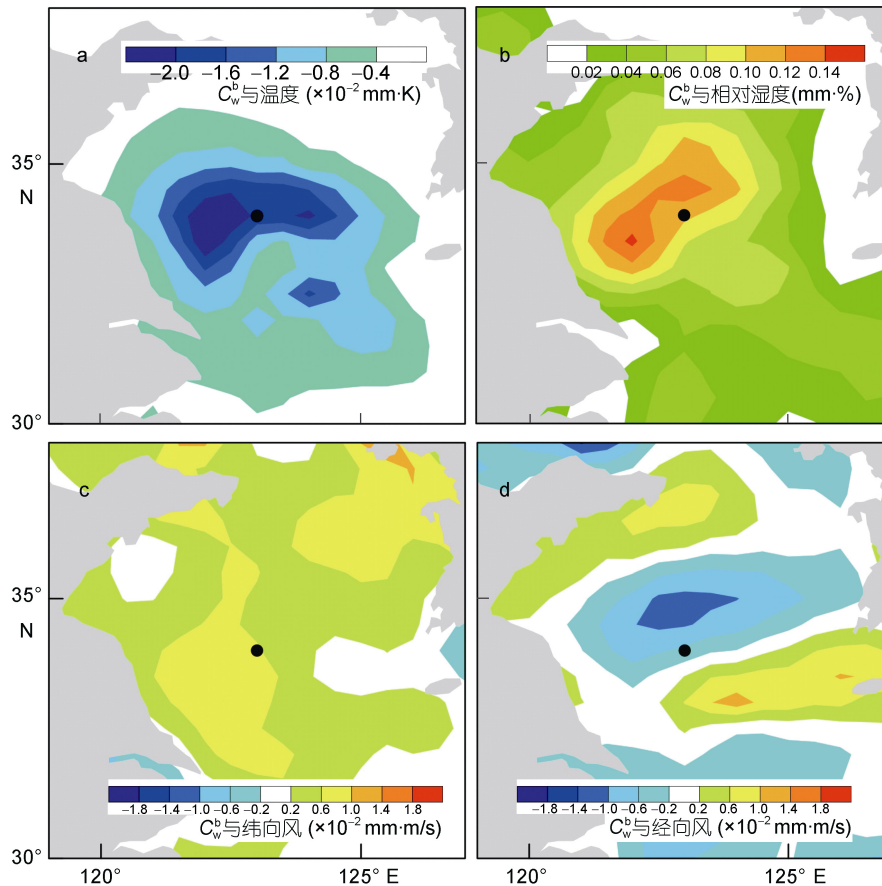 a
−2.0 −1.6 −1.2 −0.8 −0.4
C_w^b与温度 (×10⁻² mm·K)
b
0.02 0.04 0.06 0.08 0.10 0.12 0.14
C_w^b与相对湿度(mm·%)
35°
N
30°
c
−1.8 −1.4 −1.0 −0.6 −0.2 0.2 0.6 1.0 1.4 1.8
C_w^b与纬向风 (×10⁻² mm·m/s)
d
−1.8 −1.4 −1.0 −0.6 −0.2 0.2 0.6 1.0 1.4 1.8
C_w^b与经向风 (×10⁻² mm·m/s)
35°
N
30°
120° 125° E 120° 125° E